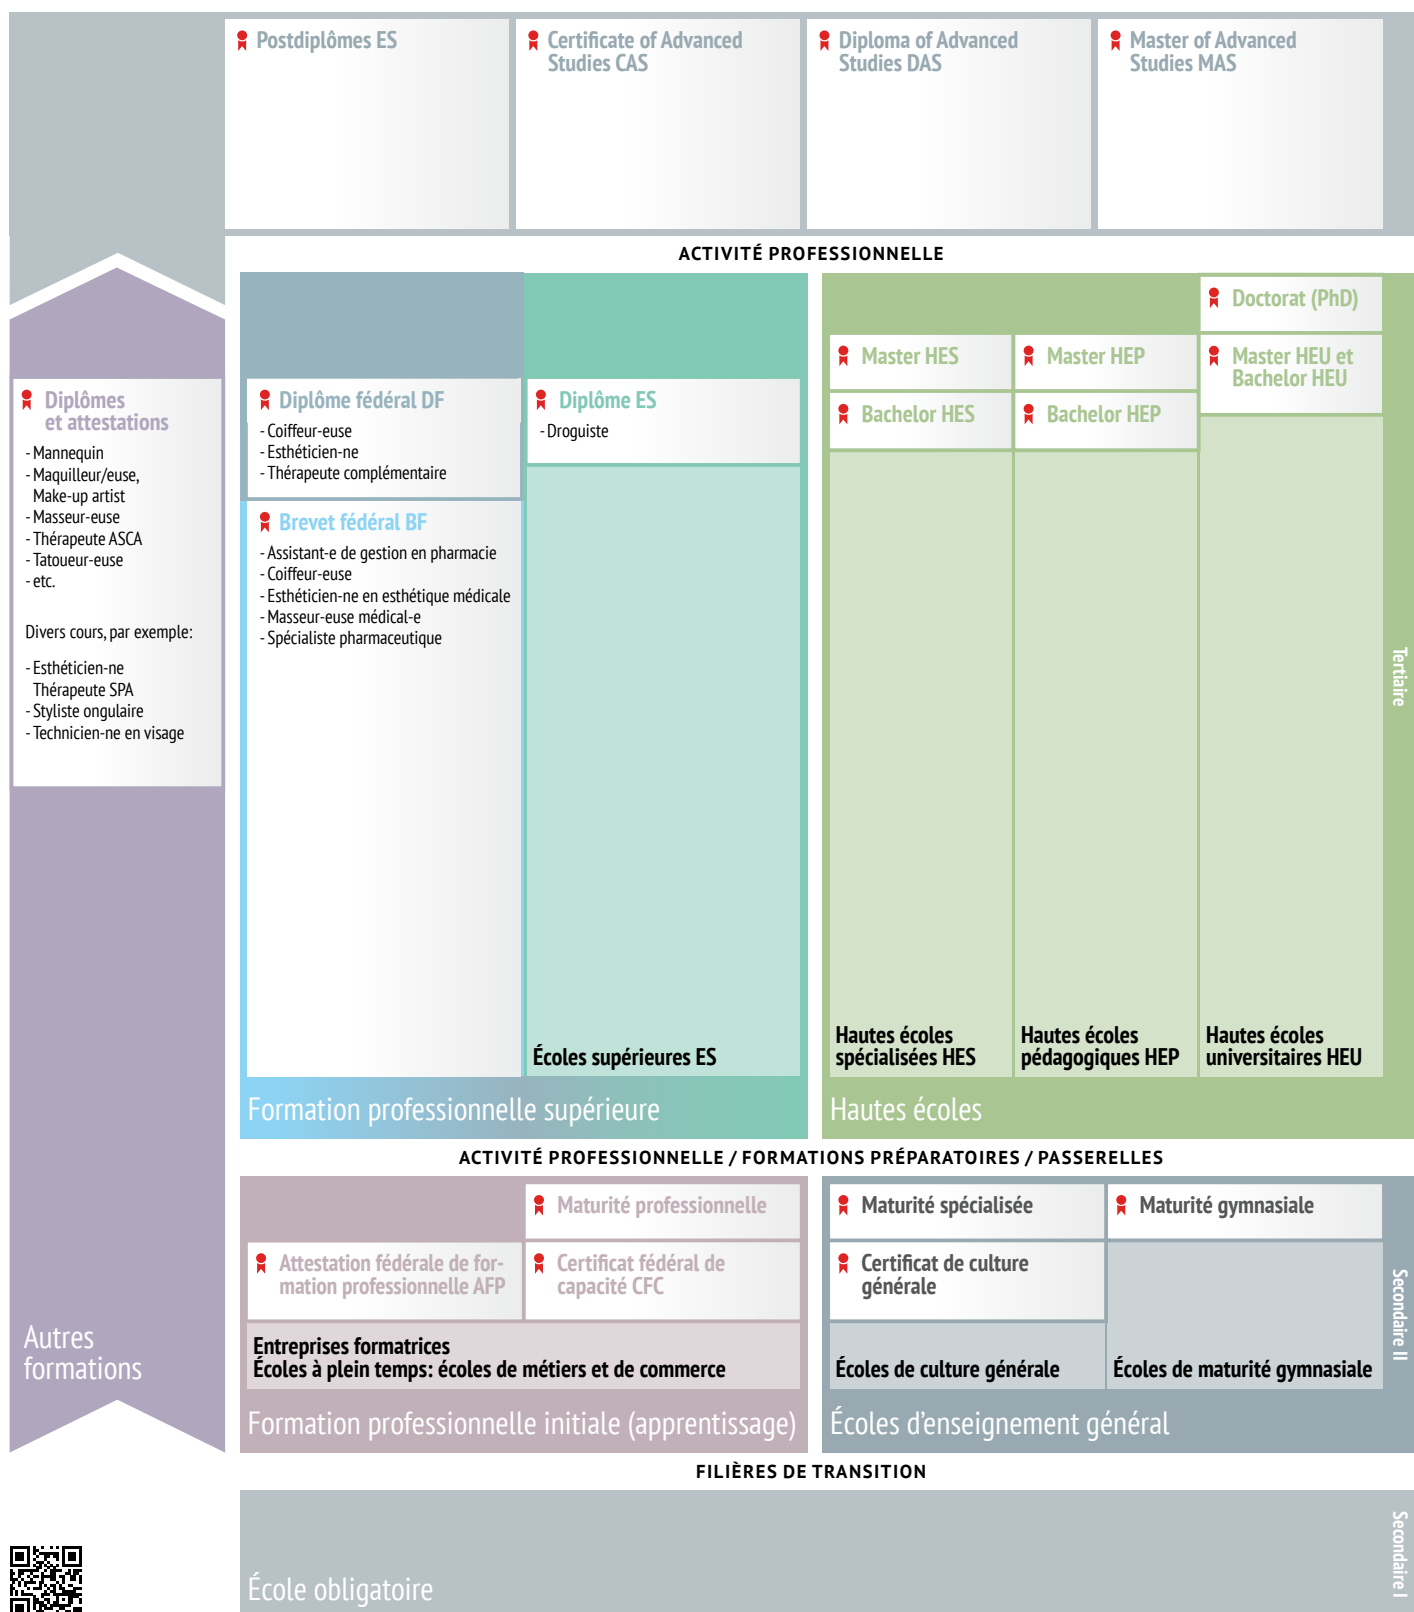 Postdiplômes ES
Certificate of Advanced
Studies CAS
Diploma of Advanced
Studies DAS
Master of Advanced
Studies MAS
ACTIVITÉ PROFESSIONNELLE
Diplômes
et attestations
- Mannequin
- Maquilleur/euse,
Make-up artist
- Masseur-euse
- Thérapeute ASCA
- Tatoueur-euse
- etc.
Divers cours, par exemple:
- Esthéticien-ne
Thérapeute SPA
- Styliste ongulaire
- Technicien-ne en visage
Autres
formations
Diplôme fédéral DF
- Coiffeur-euse
- Esthéticien-ne
- Thérapeute complémentaire
Brevet fédéral BF
- Assistant-e de gestion en pharmacie
- Coiffeur-euse
- Esthéticien-ne en esthétique médicale
- Masseur-euse médical-e
- Spécialiste pharmaceutique
Diplôme ES
- Droguiste
Écoles supérieures ES
Formation professionnelle supérieure
Master HES
Bachelor HES
Hautes écoles
spécialisées HES
Master HEP
Bachelor HEP
Hautes écoles
pédagogiques HEP
Doctorat (PhD)
Master HEU et
Bachelor HEU
Hautes écoles
universitaires HEU
Hautes écoles
Tertiaire
ACTIVITÉ PROFESSIONNELLE / FORMATIONS PRÉPARATOIRES / PASSERELLES
Maturité professionnelle
Attestation fédérale de for-
mation professionnelle AFP
Certificat fédéral de
capacité CFC
Entreprises formatrices
Écoles à plein temps: écoles de métiers et de commerce
Formation professionnelle initiale (apprentissage)
Maturité spécialisée
Certificat de culture
générale
Écoles de culture générale
Maturité gymnasiale
Écoles de maturité gymnasiale
Écoles d'enseignement général
Secondaire II
FILIÈRES DE TRANSITION
École obligatoire
Secondaire I